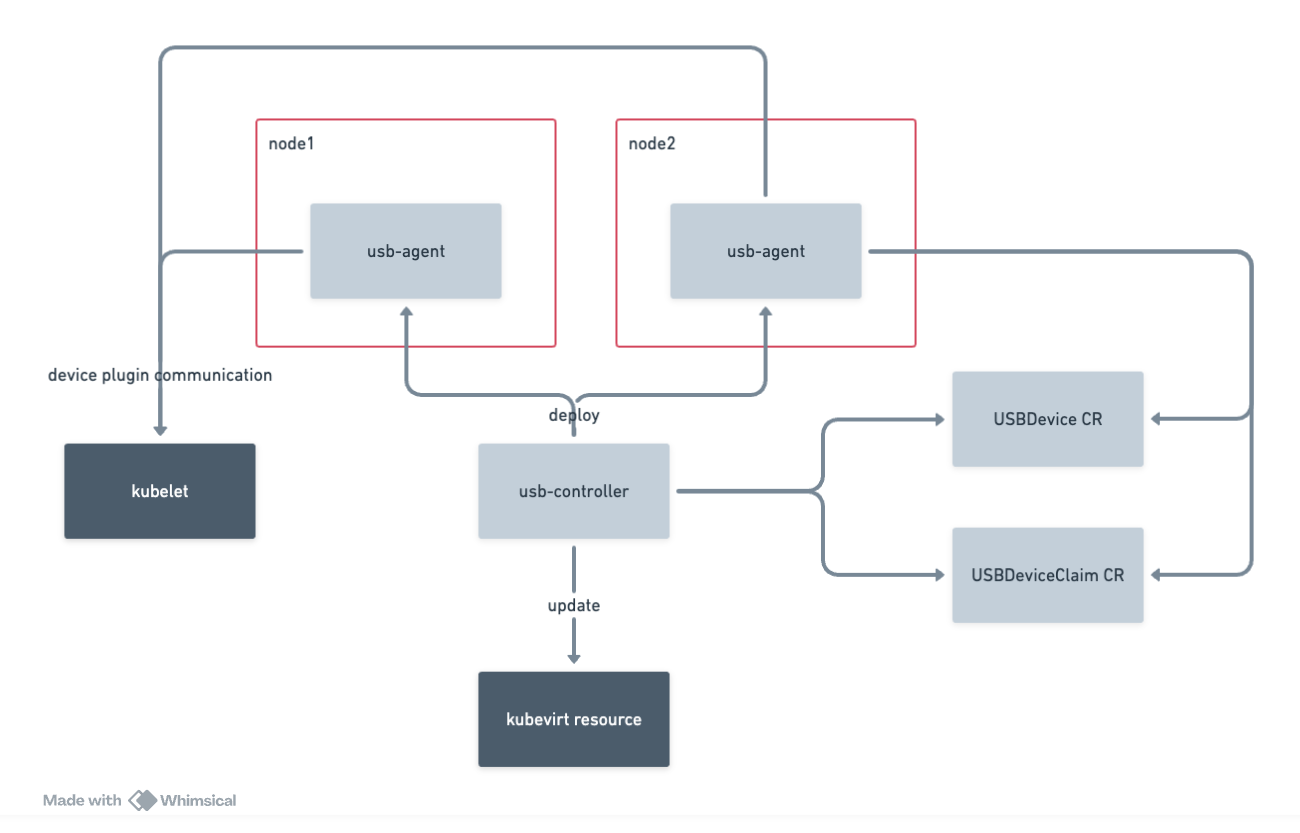 node1
node2
usb-agent
usb-agent
device plugin communication
deploy
USBDevice CR
kubelet
usb-controller
USBDeviceClaim CR
update
kubevirt resource
Made with Whimsical